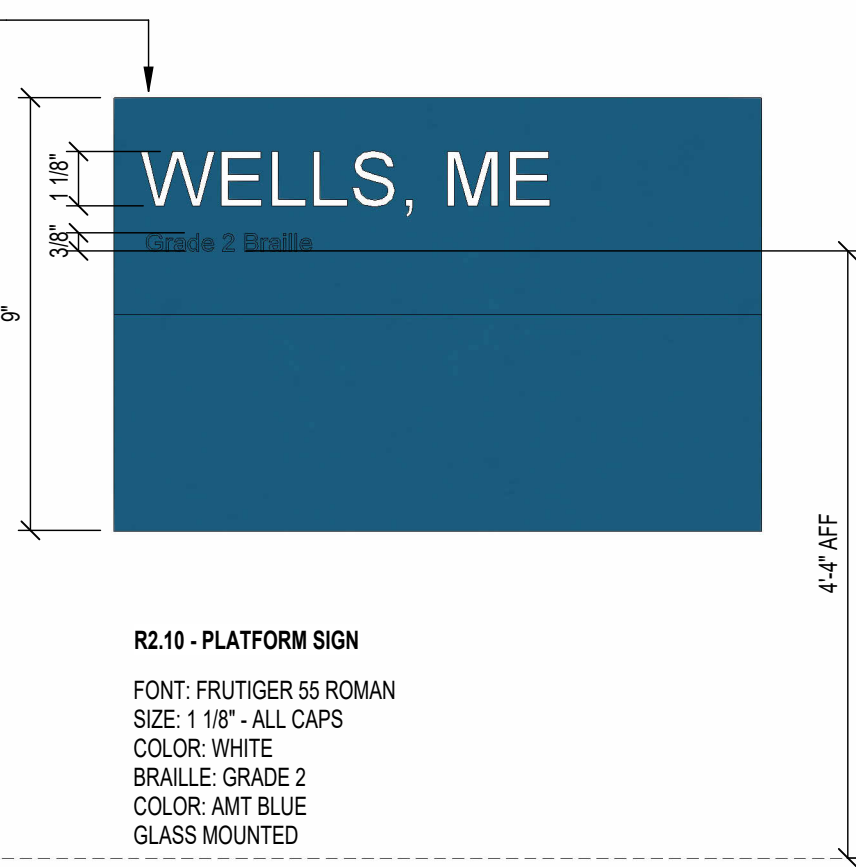 WELLS, ME
Grade 2 Braille
1 1/8"
3/8"
9"
4'-4" AFF
R2.10 - PLATFORM SIGN
FONT: FRUTIGER 55 ROMAN
SIZE: 1 1/8" - ALL CAPS
COLOR: WHITE
BRAILLE: GRADE 2
COLOR: AMT BLUE
GLASS MOUNTED